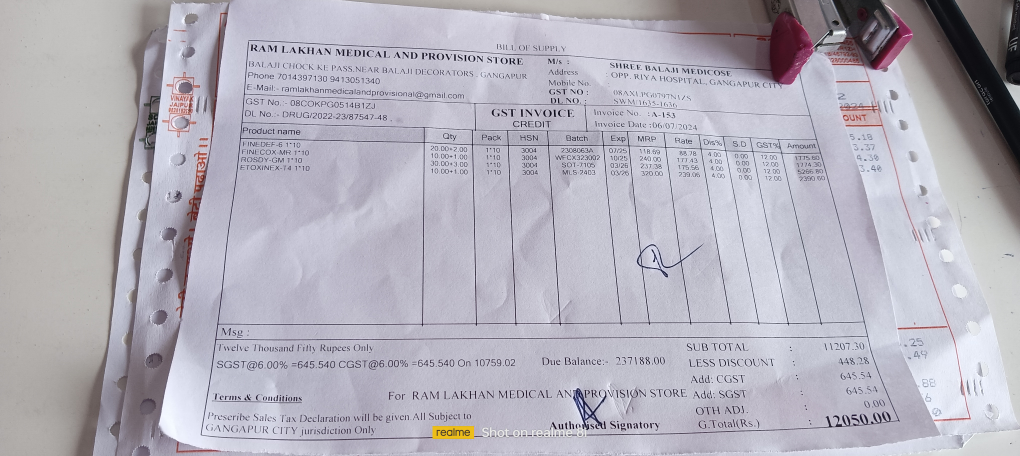 BILL OF SUPPLY
RAM LAKHAN MEDICAL AND PROVISION STORE
BALAJI CHOCK KE PASS,NEAR BALAJI DECORATORS, GANGAPUR
Phone 7014397130 9413051340
E-Mail:- ramlakhanmedicalandprovisional@gmail.com
M/s : SHREE BALAJI MEDICOSE
Address OPP. RIYA HOSPITAL, GANGAPUR CITY
Mobile No.
GST NO : 08AXLPG0797N1ZS
DL NO. SWM/1635-1636
GST No:- 08COKPG0514B1ZJ
DL No.:- DRUG/2022-23/87547-48 ,
GST INVOICE
CREDIT
Invoice No : A-153
Invoice Date : 06/07/2024
Product name Qty Pack HSN Batch Exp MRP Rate Dis% S.D GST% Amount
FINEDEF-6 1*10 20.00+2.00 1*10 3004 2308063A 07/25 118.69 88.78 4.00 0.00 12.00 1775.60
FINECOX-MR 1*10 10.00+1.00 1*10 3004 WFCX323002 10/25 240.00 177.43 4.00 0.00 12.00 1774.30
ROSDY-GM 1*10 30.00+3.00 1*10 3004 SOT-7105 03/26 237.38 175.56 4.00 0.00 12.00 5266.80
ETOXINEX-T4 1*10 10.00+1.00 1*10 3004 MLS-7403 03/26 320.00 239.06 4.00 0.00 12.00 2390.60
Msg :
Twelve Thousand Fifty Rupees Only
SGST@6.00% =645.540 CGST@6.00% =645.540 On 10759.02
Due Balance:- 237188.00
SUB TOTAL : 11207.30
LESS DISCOUNT : 448.28
Add: CGST : 645.54
Add: SGST : 645.54
OTH ADJ. 0.00
G.Total(Rs.) : 12050.00
Terms & Conditions
For RAM LAKHAN MEDICAL AND PROVISION STORE
Prescribe Sales Tax Declaration will be given.All Subject to
GANGAPUR CITY jurisdiction Only
Authorised Signatory
realme Shot on realme